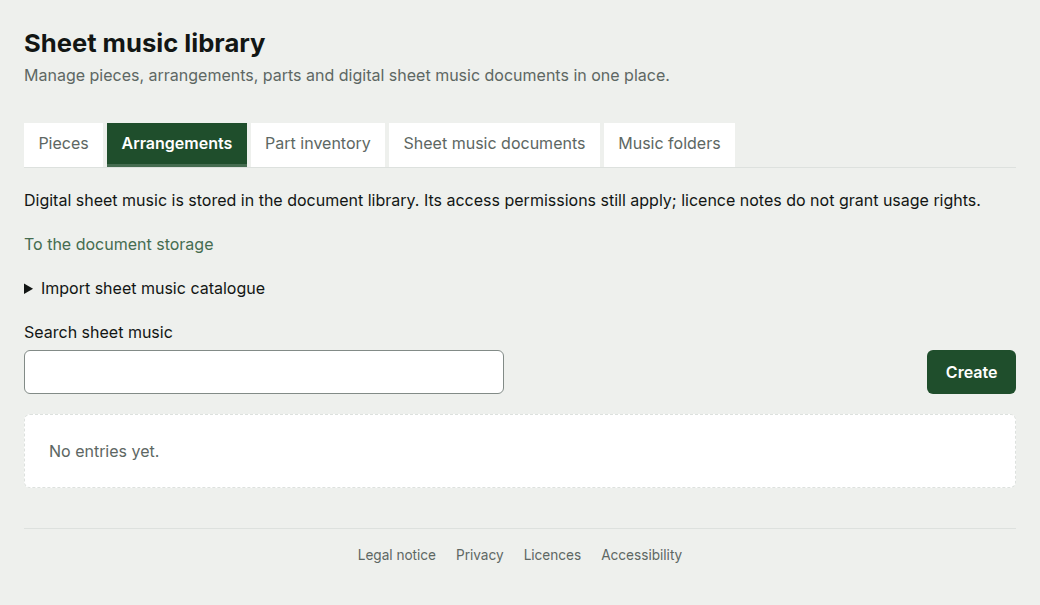 Sheet music library
Manage pieces, arrangements, parts and digital sheet music documents in one place.
Pieces
Arrangements
Part inventory
Sheet music documents
Music folders
Digital sheet music is stored in the document library. Its access permissions still apply; licence notes do not grant usage rights.
To the document storage
Import sheet music catalogue
Search sheet music
Create
No entries yet.
Legal notice
Privacy
Licences
Accessibility